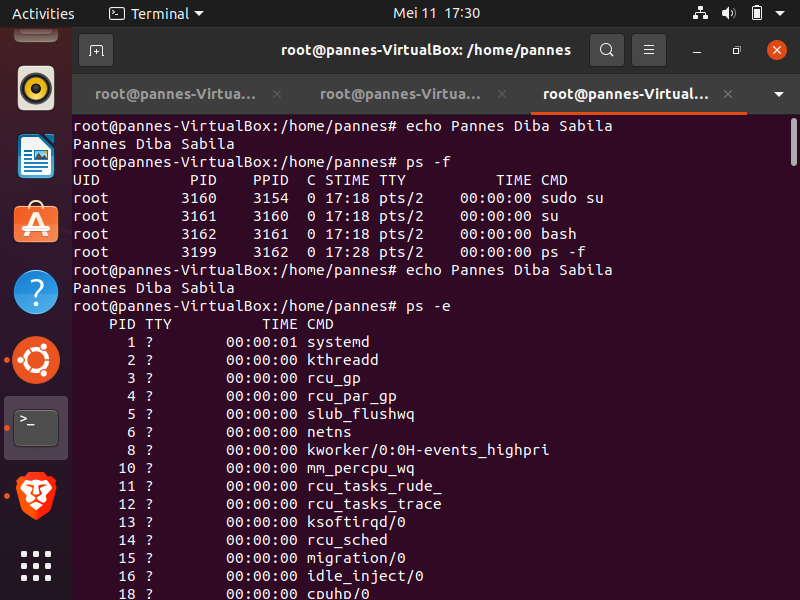 Activities Terminal Mei 11 17:30
root@pannes-VirtualBox: /home/pannes
root@pannes-Virtua... root@pannes-Virtua... root@pannes-Virtual...
root@pannes-VirtualBox:/home/pannes# echo Pannes Diba Sabila
Pannes Diba Sabila
root@pannes-VirtualBox:/home/pannes# ps -f
UID PID PPID C STIME TTY TIME CMD
root 3160 3154 0 17:18 pts/2 00:00:00 sudo su
root 3161 3160 0 17:18 pts/2 00:00:00 su
root 3162 3161 0 17:18 pts/2 00:00:00 bash
root 3199 3162 0 17:28 pts/2 00:00:00 ps -f
root@pannes-VirtualBox:/home/pannes# echo Pannes Diba Sabila
Pannes Diba Sabila
root@pannes-VirtualBox:/home/pannes# ps -e
PID TTY TIME CMD
1 ? 00:00:01 systemd
2 ? 00:00:00 kthreadd
3 ? 00:00:00 rcu_gp
4 ? 00:00:00 rcu_par_gp
5 ? 00:00:00 slub_flushwq
6 ? 00:00:00 netns
8 ? 00:00:00 kworker/0:0H-events_highpri
10 ? 00:00:00 mm_percpu_wq
11 ? 00:00:00 rcu_tasks_rude_
12 ? 00:00:00 rcu_tasks_trace
13 ? 00:00:00 ksoftirqd/0
14 ? 00:00:00 rcu_sched
15 ? 00:00:00 migration/0
16 ? 00:00:00 idle_inject/0
18 ? 00:00:00 cpuhp/0